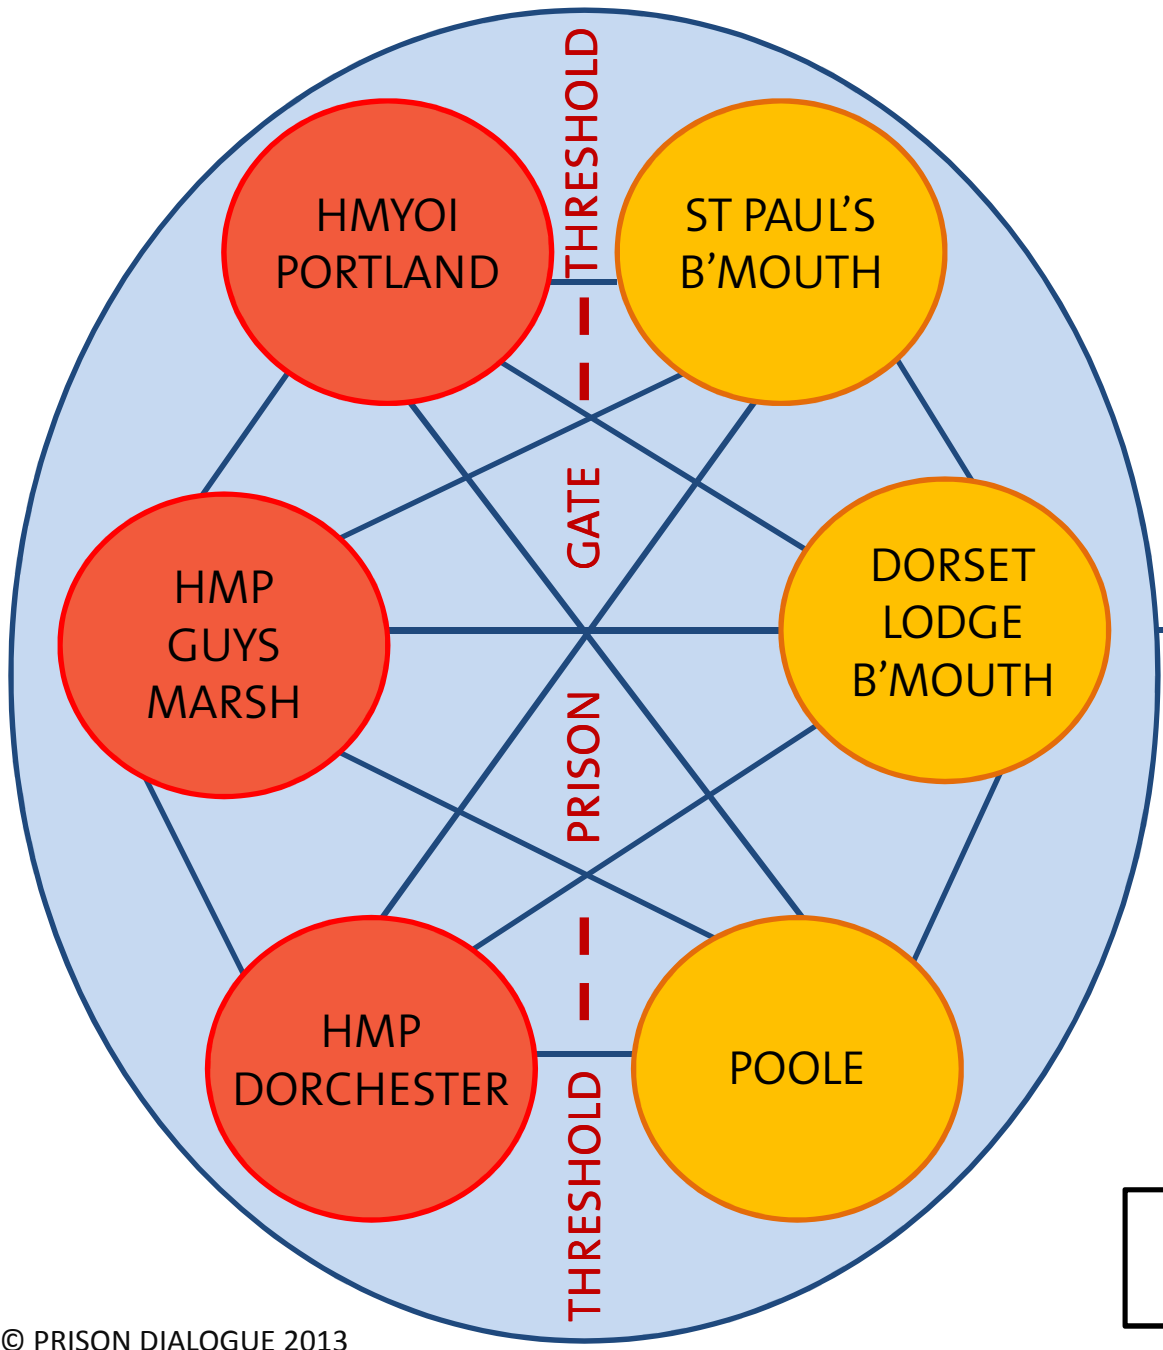 THRESHOLD
HMYOI
PORTLAND
ST PAUL’S
B’MOUTH
GATE
HMP
GUYS
MARSH
DORSET
LODGE
B’MOUTH
PRISON
HMP
DORCHESTER
POOLE
THRESHOLD
© PRISON DIALOGUE 2013